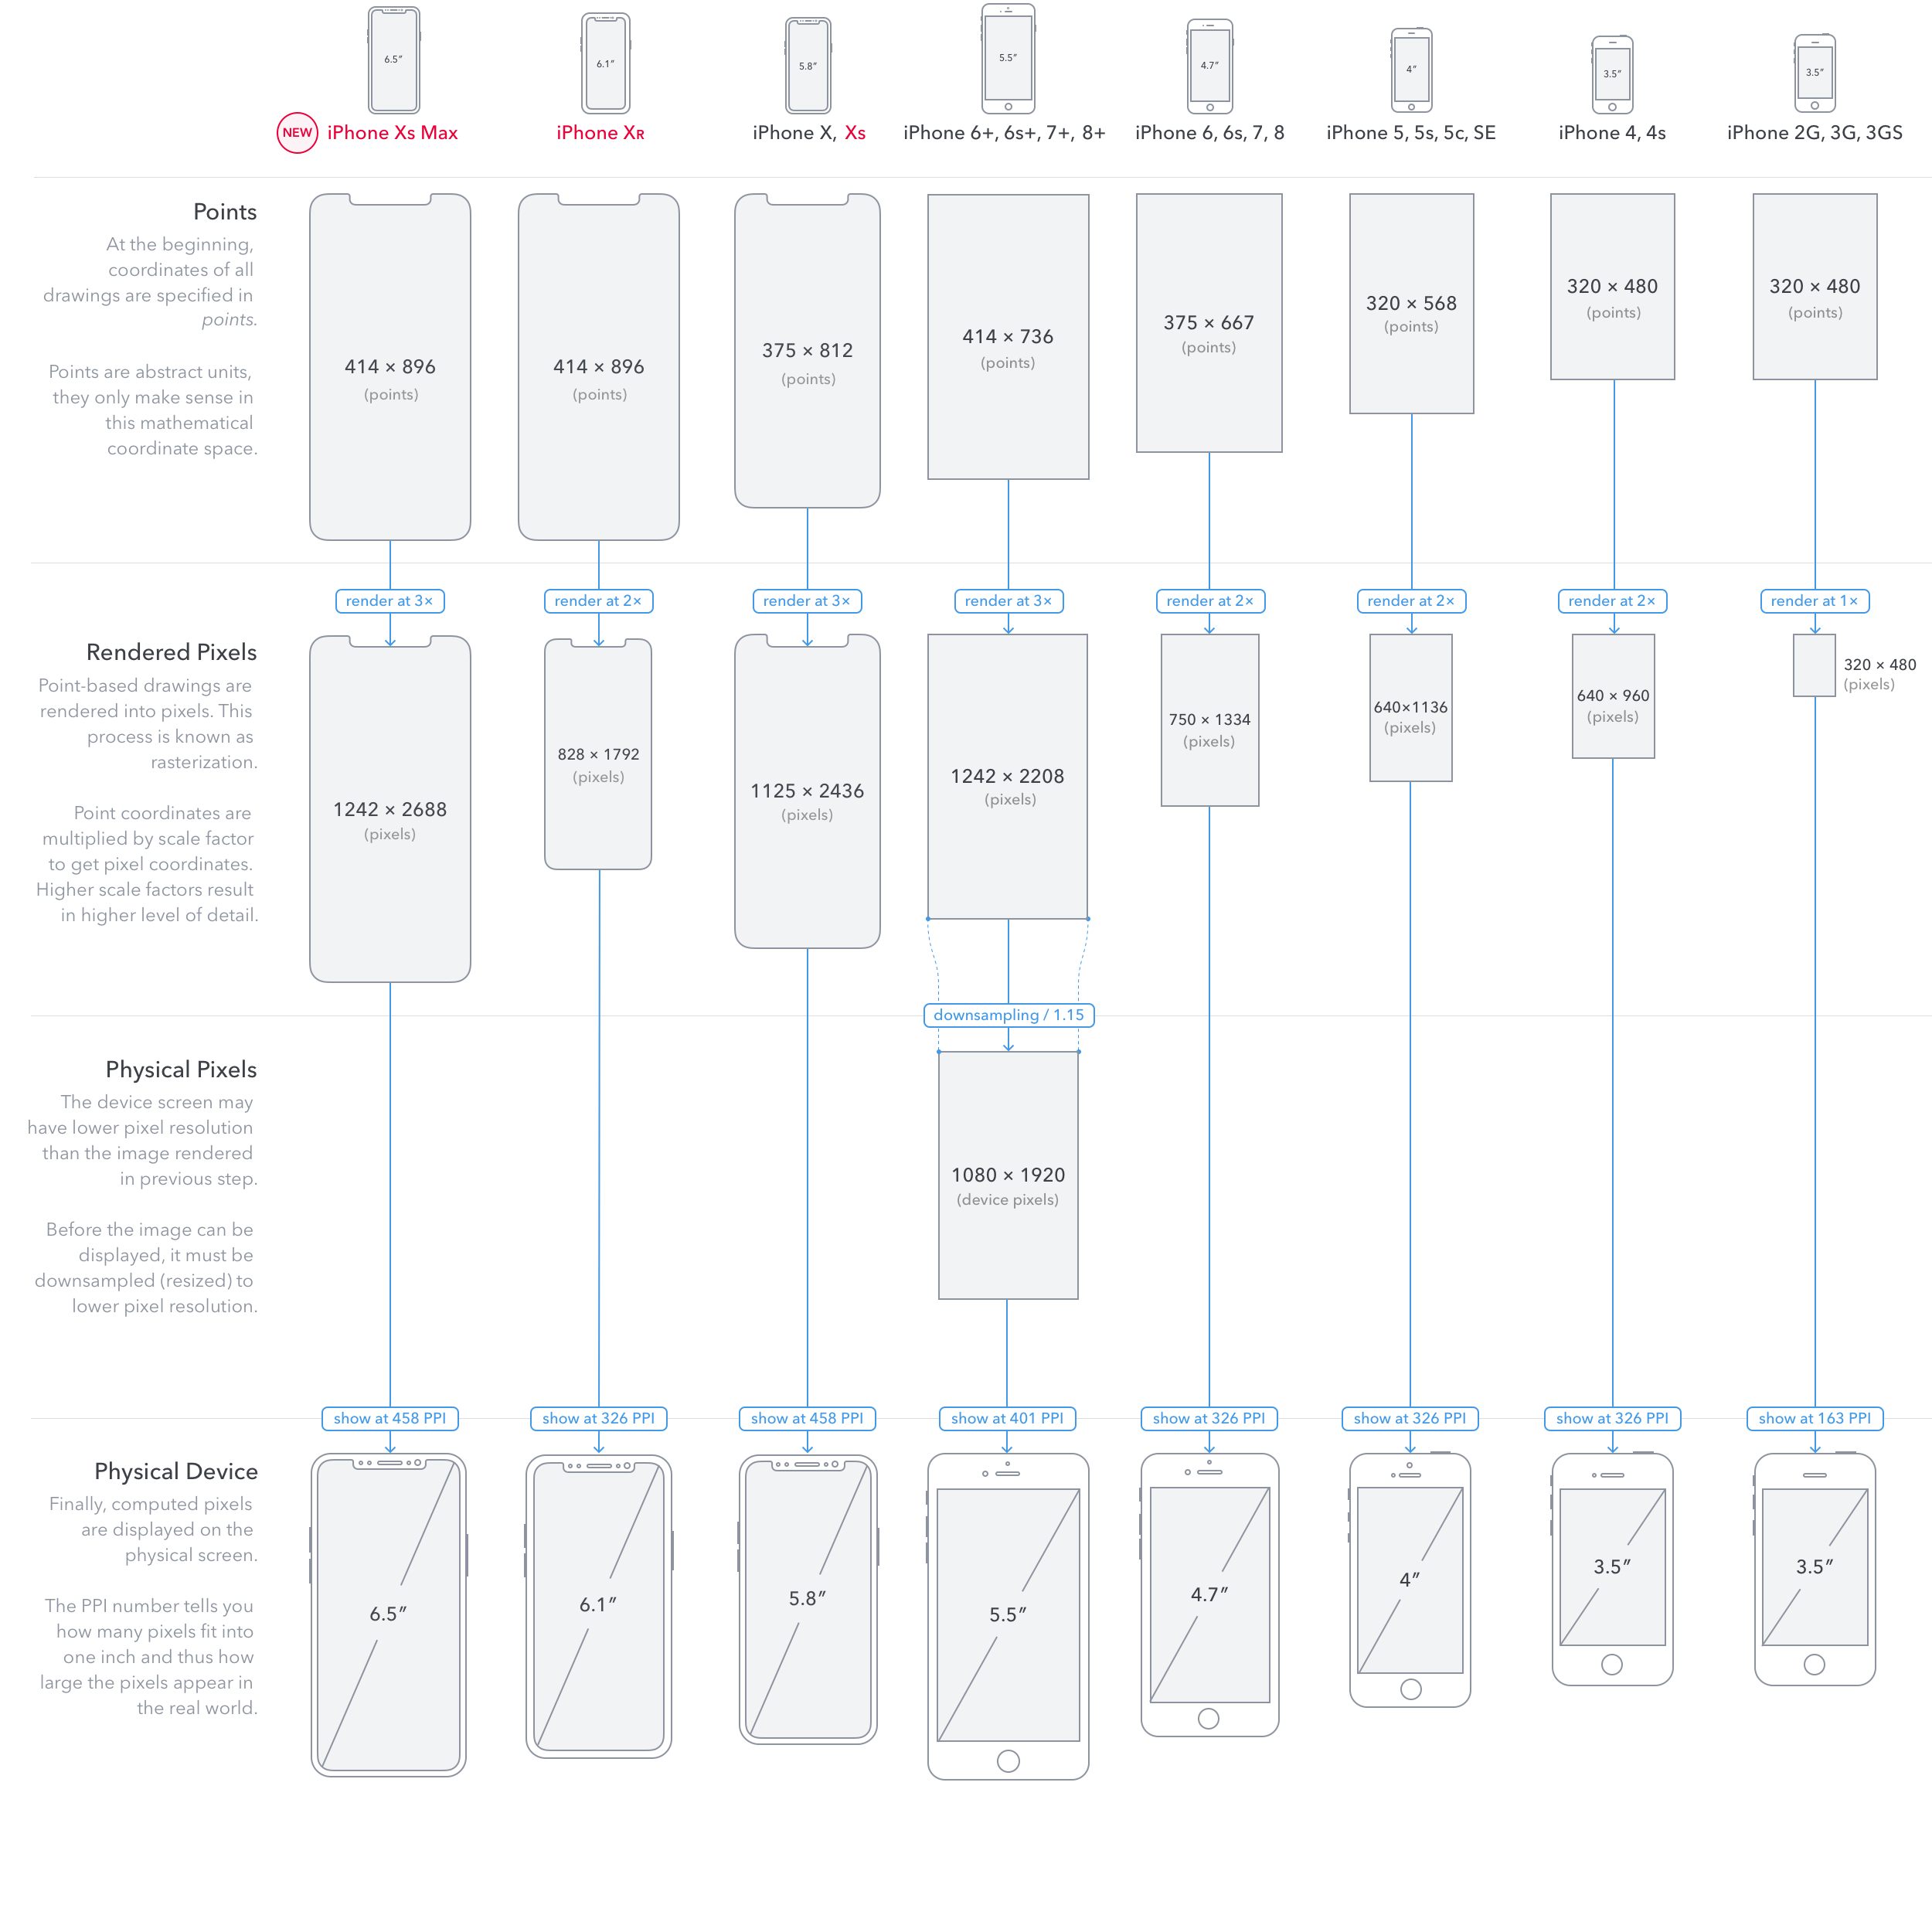 6.5″
6.1″
5.8″
5.5″
4.7″
4″
3.5″
3.5″
NEW
iPhone Xs Max
iPhone XR
iPhone X, Xs
iPhone 6+, 6s+, 7+, 8+
iPhone 6, 6s, 7, 8
iPhone 5, 5s, 5c, SE
iPhone 4, 4s
iPhone 2G, 3G, 3GS
Points
At the beginning,
coordinates of all
drawings are specified in
points.
Points are abstract units,
they only make sense in
this mathematical
coordinate space.
414 × 896
(points)
414 × 896
(points)
375 × 812
(points)
414 × 736
(points)
375 × 667
(points)
320 × 568
(points)
320 × 480
(points)
320 × 480
(points)
render at 3×
render at 2×
render at 3×
render at 3×
render at 2×
render at 2×
render at 2×
render at 1×
Rendered Pixels
Point-based drawings are
rendered into pixels. This
process is known as
rasterization.
Point coordinates are
multiplied by scale factor
to get pixel coordinates.
Higher scale factors result
in higher level of detail.
1242 × 2688
(pixels)
828 × 1792
(pixels)
1125 × 2436
(pixels)
1242 × 2208
(pixels)
750 × 1334
(pixels)
640×1136
(pixels)
640 × 960
(pixels)
320 × 480
(pixels)
downsampling / 1.15
Physical Pixels
The device screen may
have lower pixel resolution
than the image rendered
in previous step.
Before the image can be
displayed, it must be
downsampled (resized) to
lower pixel resolution.
1080 × 1920
(device pixels)
show at 458 PPI
show at 326 PPI
show at 458 PPI
show at 401 PPI
show at 326 PPI
show at 326 PPI
show at 326 PPI
show at 163 PPI
Physical Device
Finally, computed pixels
are displayed on the
physical screen.
The PPI number tells you
how many pixels fit into
one inch and thus how
large the pixels appear in
the real world.
6.5″
6.1″
5.8″
5.5″
4.7″
4″
3.5″
3.5″